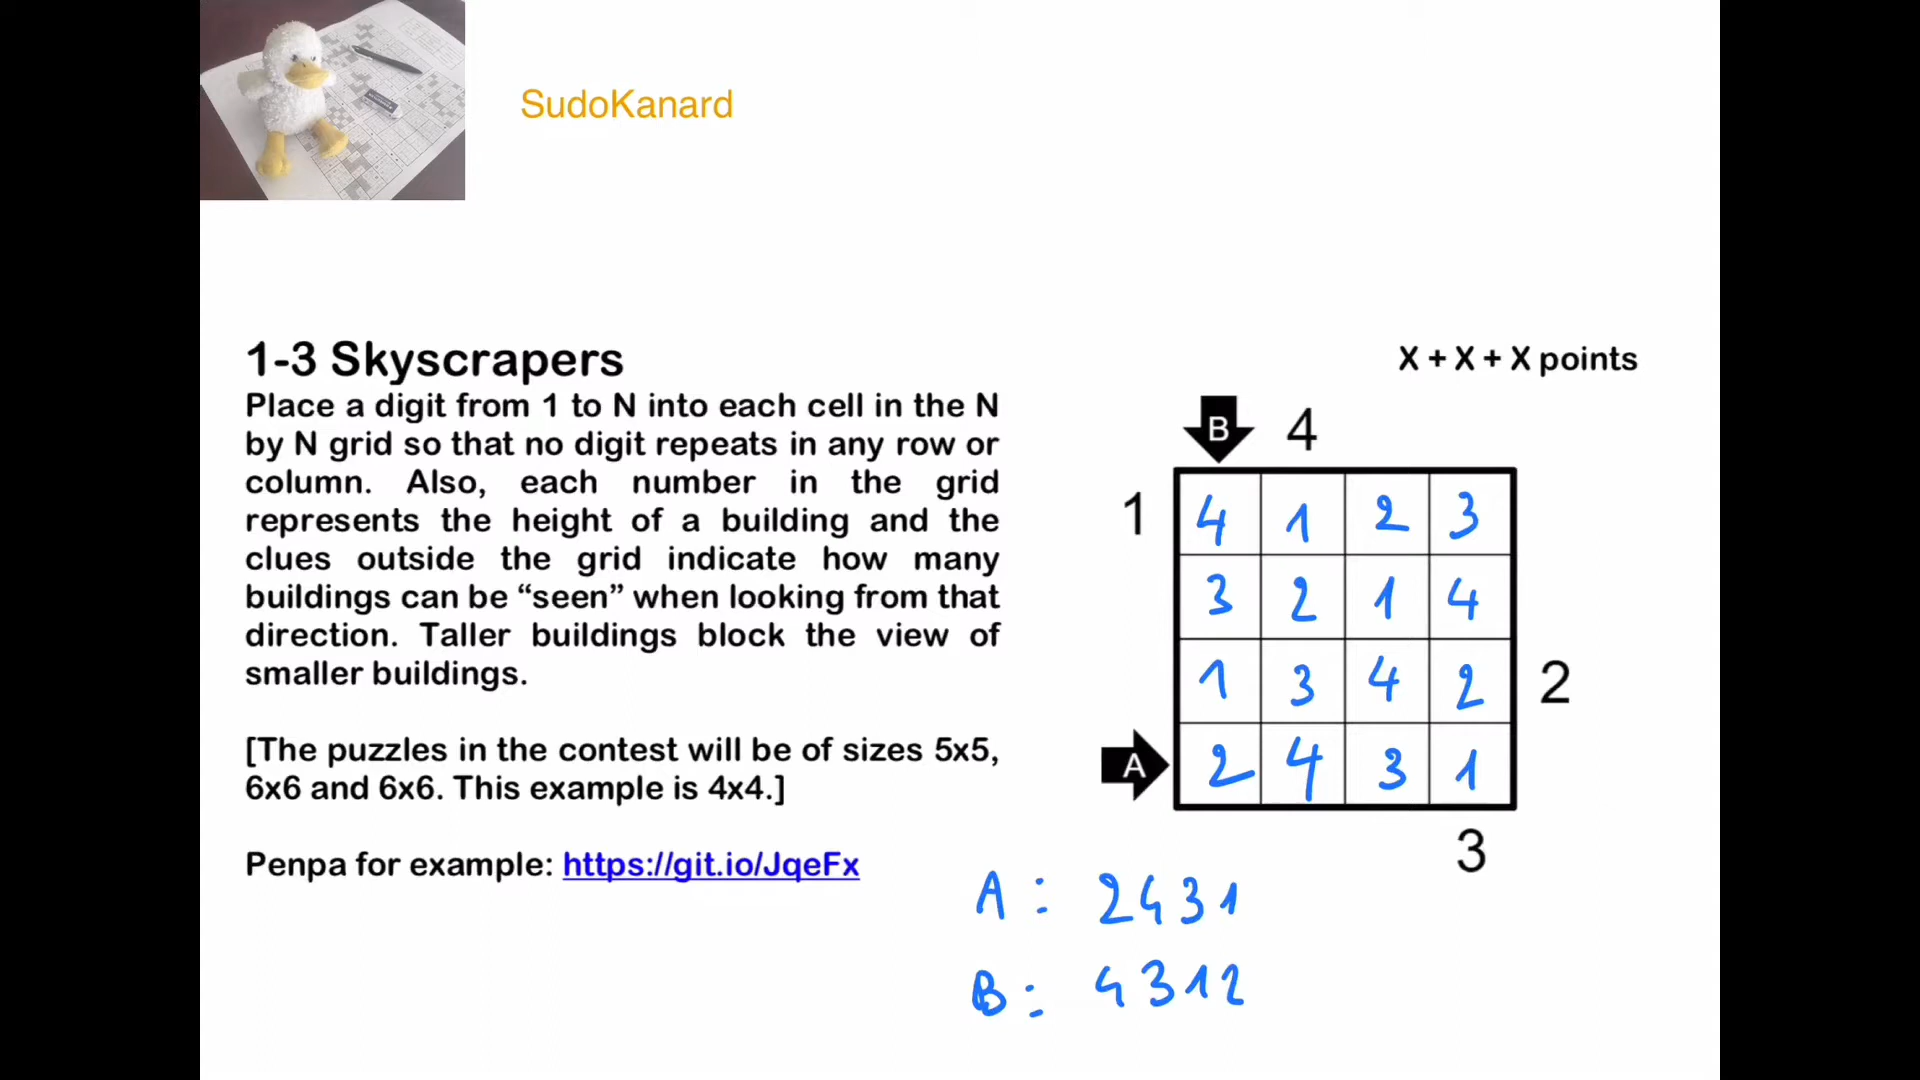 SudoKanard
1-3 Skyscrapers
X + X + X points
Place a digit from 1 to N into each cell in the N
by N grid so that no digit repeats in any row or
column. Also, each number in the grid
represents the height of a building and the
clues outside the grid indicate how many
buildings can be “seen” when looking from that
direction. Taller buildings block the view of
smaller buildings.
[The puzzles in the contest will be of sizes 5x5,
6x6 and 6x6. This example is 4x4.]
Penpa for example: https://git.io/JqeFx
B 4
1 4 1 2 3
3 2 1 4
1 3 4 2 2
A 2 4 3 1
3
A : 2431
B : 4312